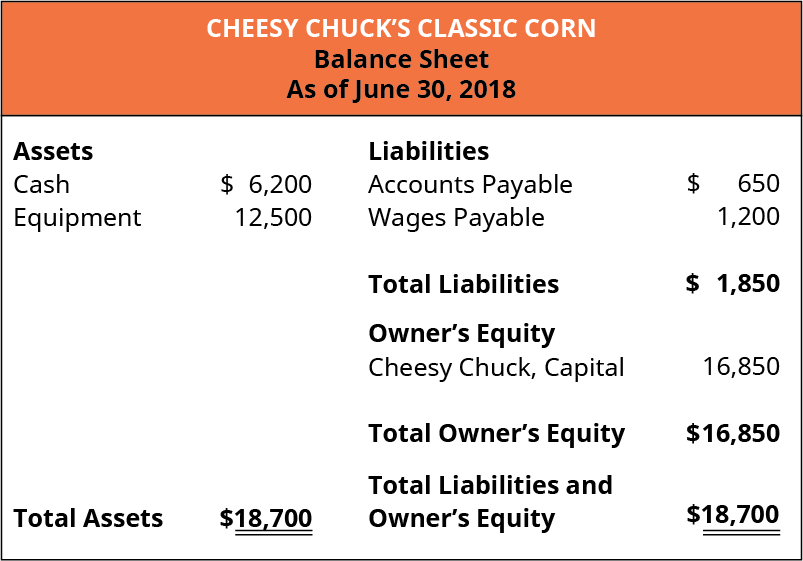 CHEESY CHUCK’S CLASSIC CORN
Balance Sheet
As of June 30, 2018
Assets Liabilities
Cash $ 6,200 Accounts Payable $ 650
Equipment 12,500 Wages Payable 1,200
Total Liabilities $ 1,850
Owner’s Equity
Cheesy Chuck, Capital 16,850
Total Owner’s Equity $16,850
Total Liabilities and
Total Assets $18,700 Owner’s Equity $18,700